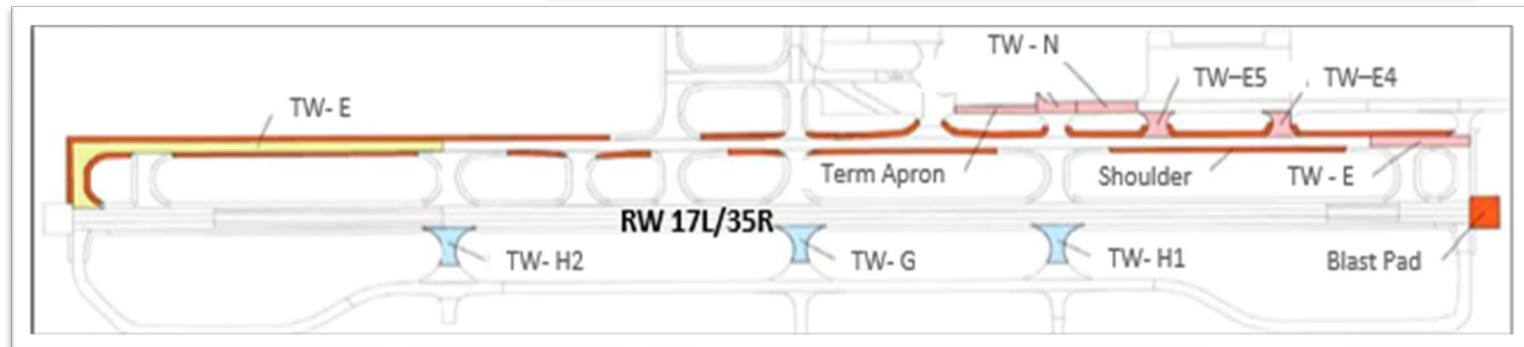 TW - N
TW–E5
TW–E4
TW- E
Term Apron
Shoulder
TW - E
RW 17L/35R
TW- H2
TW- G
TW- H1
Blast Pad